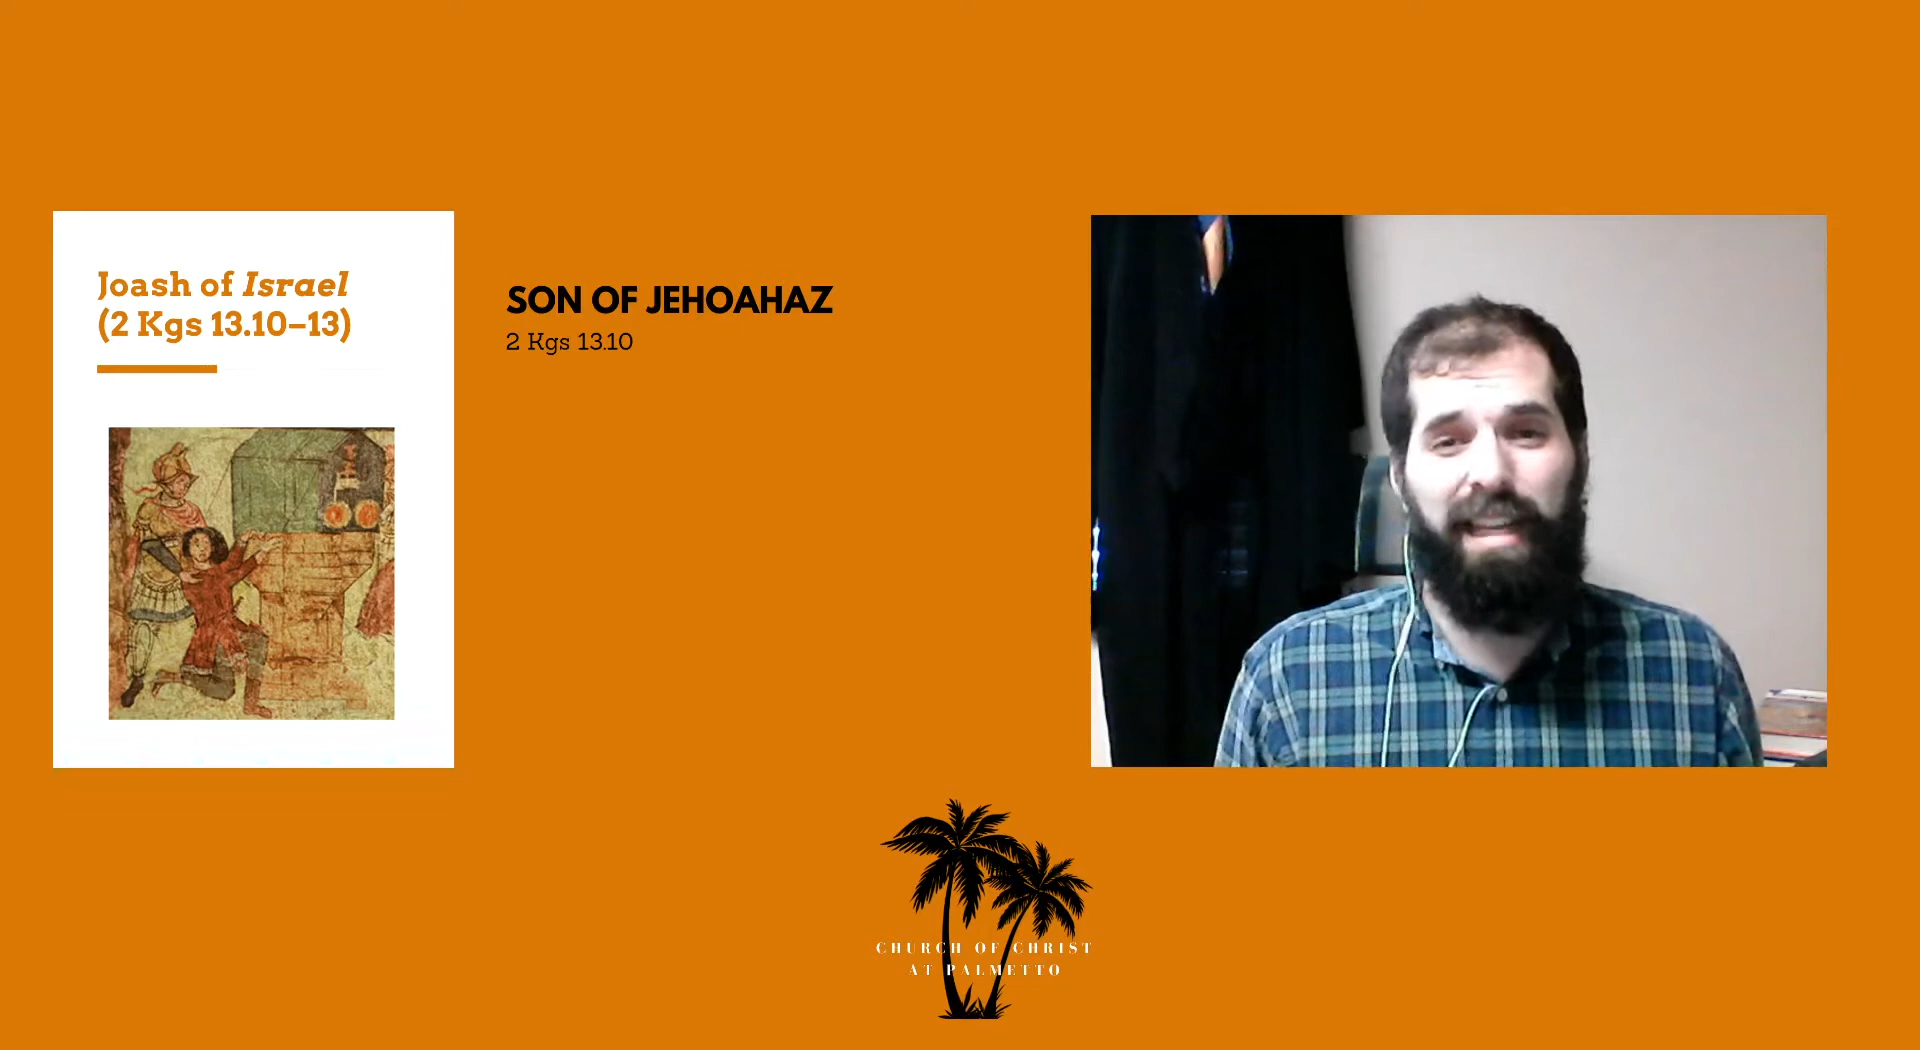 Joash of Israel
(2 Kgs 13.10–13)
SON OF JEHOAHAZ
2 Kgs 13.10
CHURCH OF CHRIST
AT PALMETTO